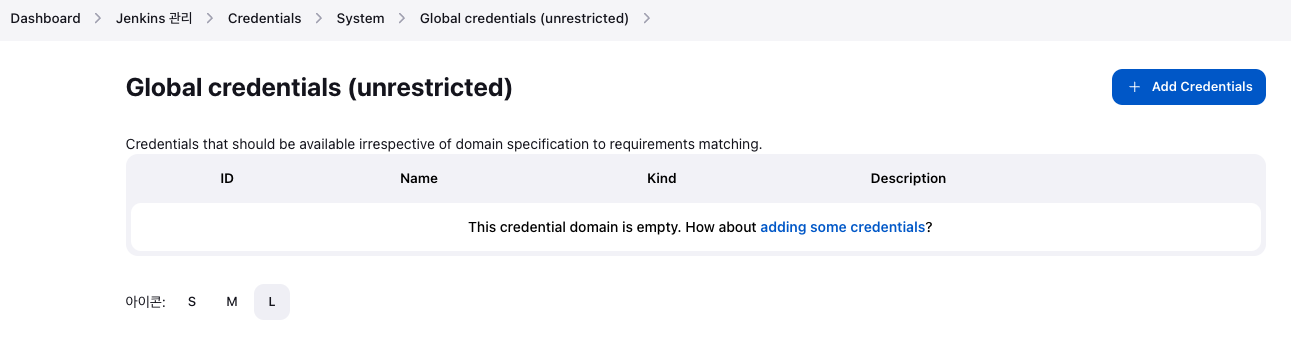 Dashboard > Jenkins 관리 > Credentials > System > Global credentials (unrestricted) >
Global credentials (unrestricted)
+ Add Credentials
Credentials that should be available irrespective of domain specification to requirements matching.
ID Name Kind Description
This credential domain is empty. How about adding some credentials?
아이콘: S M L